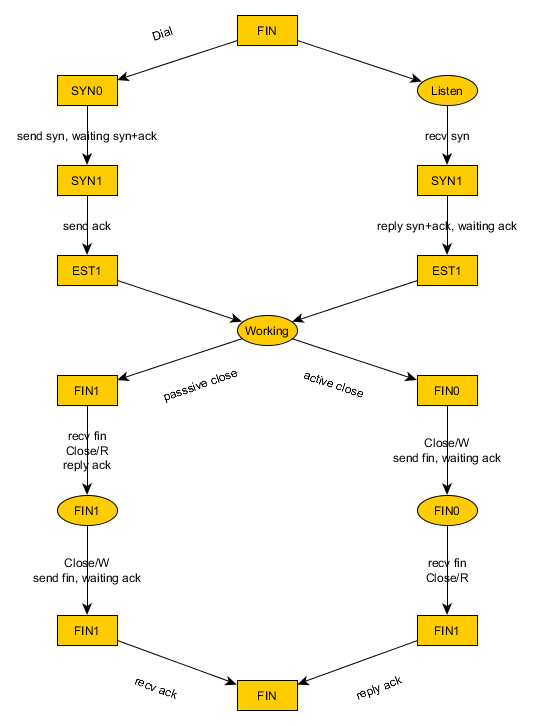 FIN
Dial
SYN0
Listen
send syn, waiting syn+ack
recv syn
SYN1
SYN1
send ack
reply syn+ack, waiting ack
EST1
EST1
Working
passsive close
active close
FIN1
FIN0
recv fin
Close/R
reply ack
Close/W
send fin, waiting ack
FIN1
FIN0
Close/W
send fin, waiting ack
recv fin
Close/R
FIN1
FIN1
recv ack
reply ack
FIN